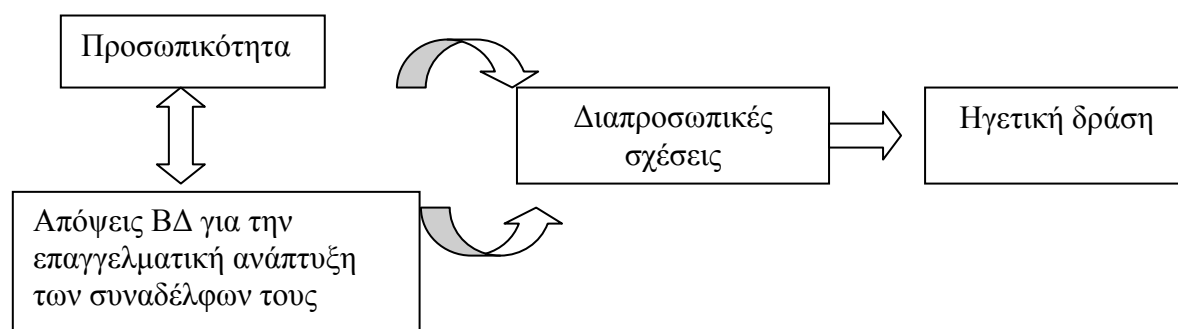 Προσωπικότητα
Διαπροσωπικές
σχέσεις
Ηγετική δράση
Απόψεις ΒΔ για την
επαγγελματική ανάπτυξη
των συναδέλφων τους